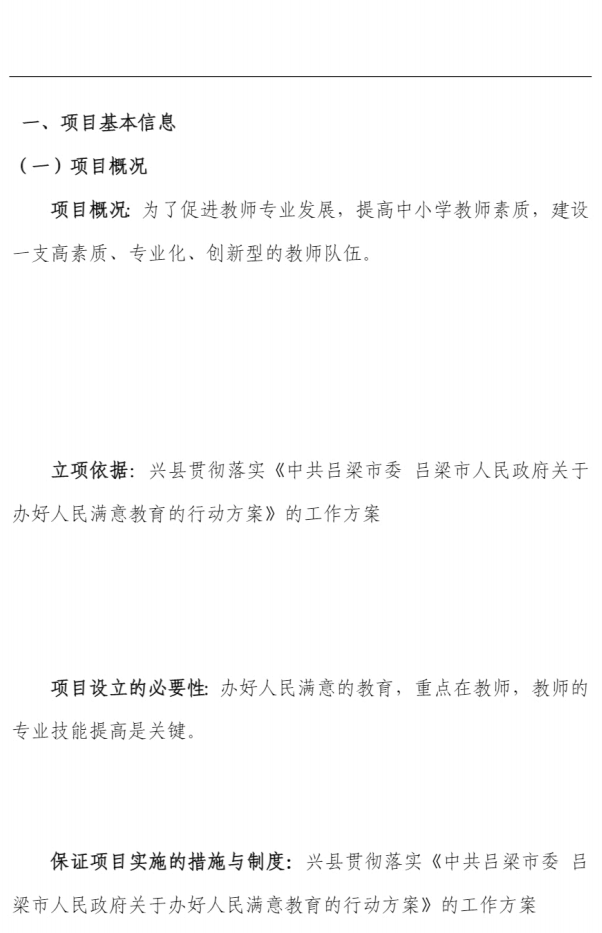 一、项目基本信息
（一）项目概况
项目概况：为了促进教师专业发展，提高中小学教师素质，建设
一支高素质、专业化、创新型的教师队伍。
立项依据：兴县贯彻落实《中共吕梁市委 吕梁市人民政府关于
办好人民满意教育的行动方案》的工作方案
项目设立的必要性：办好人民满意的教育，重点在教师，教师的
专业技能提高是关键。
保证项目实施的措施与制度：兴县贯彻落实《中共吕梁市委 吕
梁市人民政府关于办好人民满意教育的行动方案》的工作方案